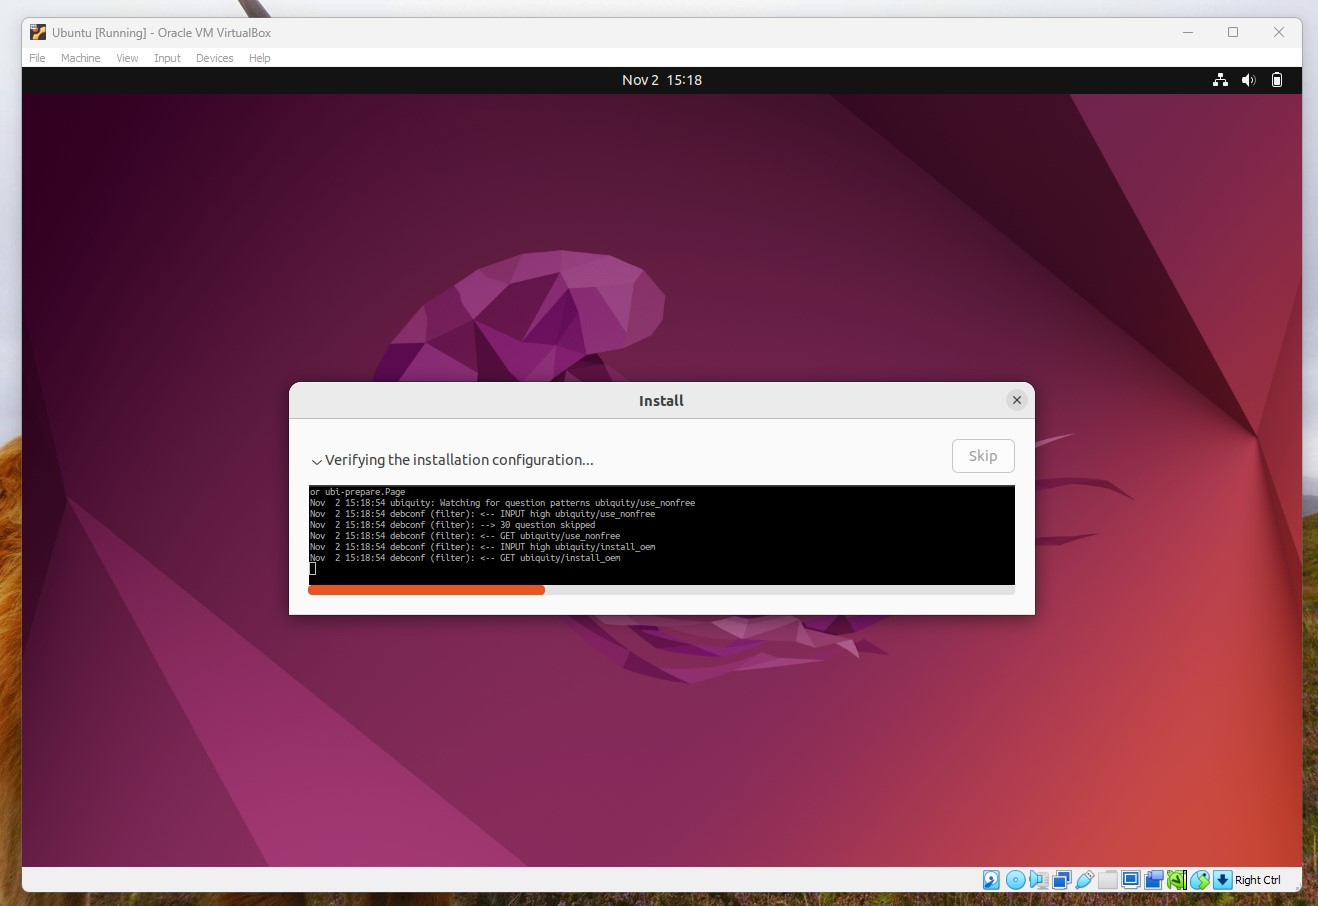 Ubuntu [Running] - Oracle VM VirtualBox
File Machine View Input Devices Help
Nov 2 15:18
Install
Verifying the installation configuration...
Skip
or ubi-prepare.Page
Nov  2 15:18:54 ubiquity: Watching for question patterns ubiquity/use_nonfree
Nov  2 15:18:54 debconf (filter): <-- INPUT high ubiquity/use_nonfree
Nov  2 15:18:54 debconf (filter): --> 30 question skipped
Nov  2 15:18:54 debconf (filter): <-- GET ubiquity/use_nonfree
Nov  2 15:18:54 debconf (filter): <-- INPUT high ubiquity/install_oem
Nov  2 15:18:54 debconf (filter): <-- GET ubiquity/install_oem
Right Ctrl